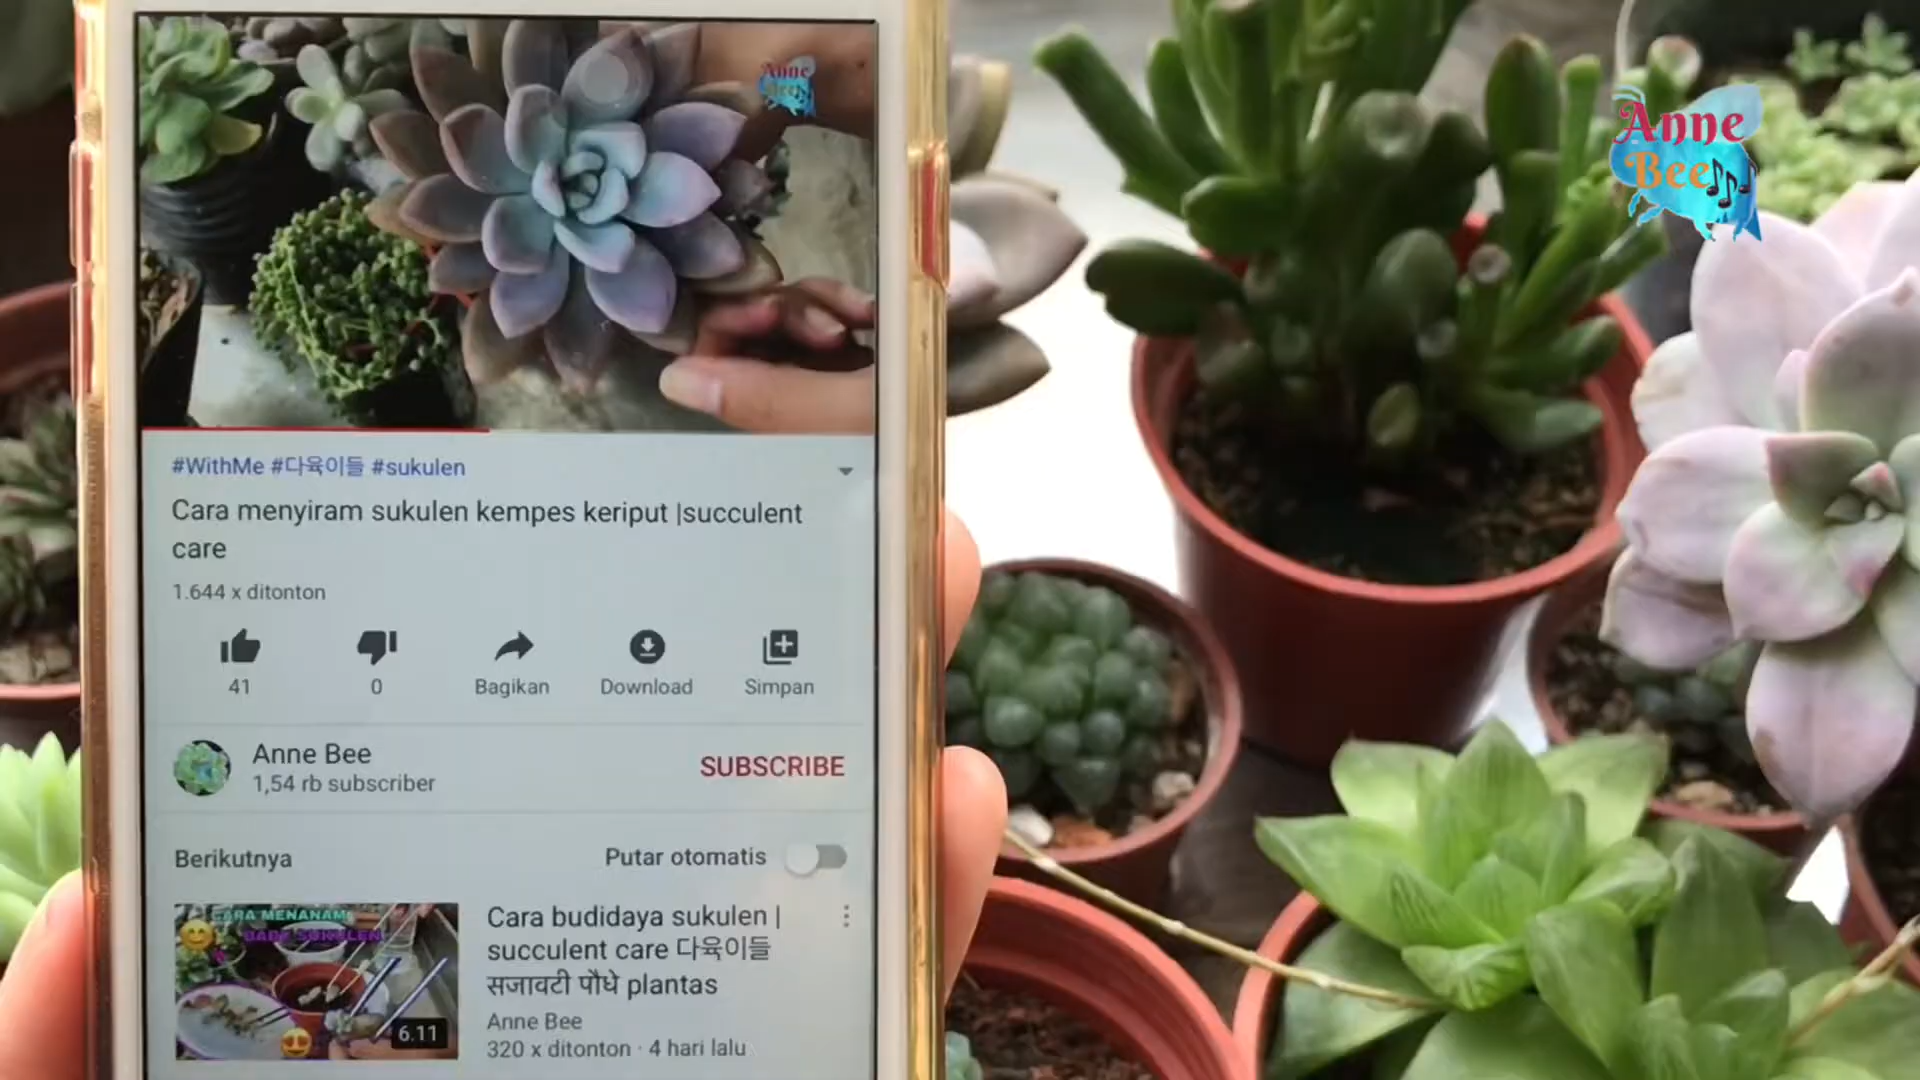 Anne
Bee
Anne
Bee
#WithMe #다육이들 #sukulen
Cara menyiram sukulen kempes keriput |succulent
care
1.644 x ditonton
41
0
Bagikan
Download
Simpan
Anne Bee
1,54 rb subscriber
SUBSCRIBE
Berikutnya
Putar otomatis
CARA MENANAM
BABY SUKULEN
6.11
Cara budidaya sukulen |
succulent care 다육이들
सजावटी पौधे plantas
Anne Bee
320 x ditonton · 4 hari lalu